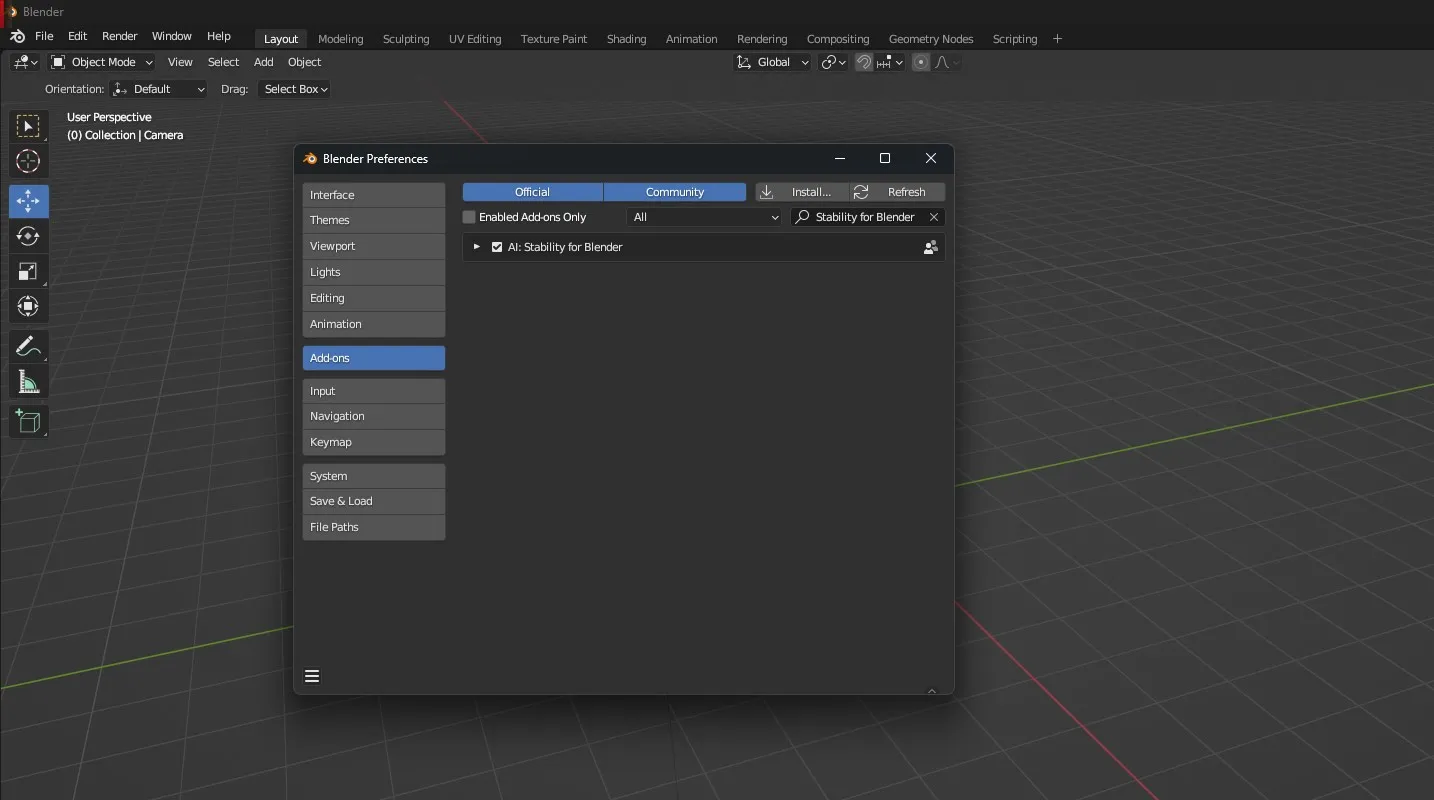 Blender
File Edit Render Window Help Layout Modeling Sculpting UV Editing Texture Paint Shading Animation Rendering Compositing Geometry Nodes Scripting +
Object Mode View Select Add Object Global
Orientation: Default Drag: Select Box
User Perspective
(0) Collection | Camera
Blender Preferences
Interface
Themes
Viewport
Lights
Editing
Animation
Add-ons
Input
Navigation
Keymap
System
Save & Load
File Paths
Official Community Install... Refresh
Enabled Add-ons Only All Stability for Blender
AI: Stability for Blender